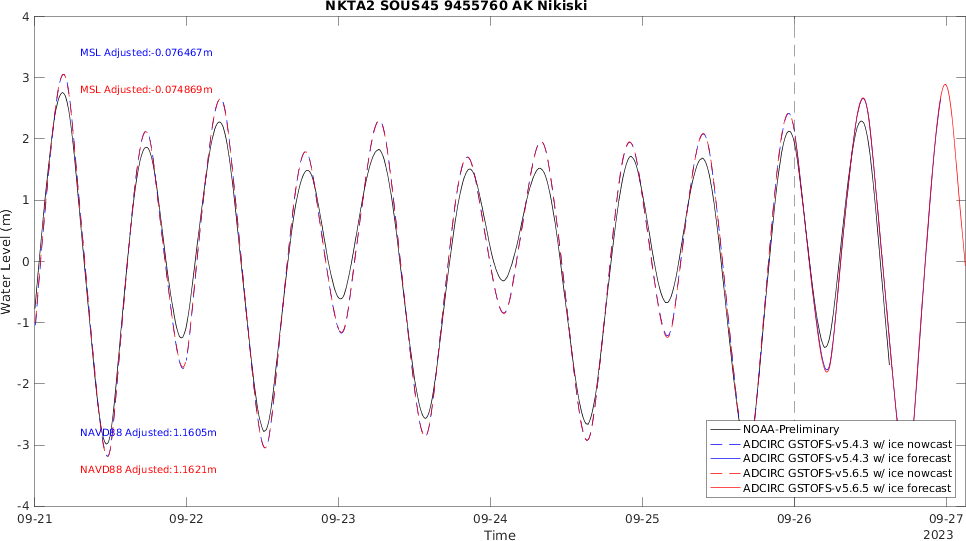 NKTA2 SOUS45 9455760 AK Nikiski
4
3
2
1
0
-1
-2
-3
-4
Water Level (m)
MSL Adjusted:-0.076467m
MSL Adjusted:-0.074869m
NAVD88 Adjusted:1.1605m
NAVD88 Adjusted:1.1621m
NOAA-Preliminary
ADCIRC GSTOFS-v5.4.3 w/ ice nowcast
ADCIRC GSTOFS-v5.4.3 w/ ice forecast
ADCIRC GSTOFS-v5.6.5 w/ ice nowcast
ADCIRC GSTOFS-v5.6.5 w/ ice forecast
09-21
09-22
09-23
09-24
09-25
09-26
09-27
Time
2023